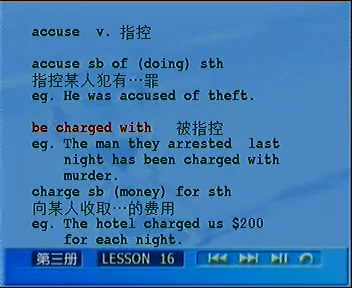 accuse v. 指控
accuse sb of (doing) sth
指控某人犯有…罪
eg. He was accused of theft.
be charged with 被指控
eg. The man they arrested last
night has been charged with
murder.
charge sb (money) for sth
向某人收取…的费用
eg. The hotel charged us $200
for each night.
第三册 LESSON 16